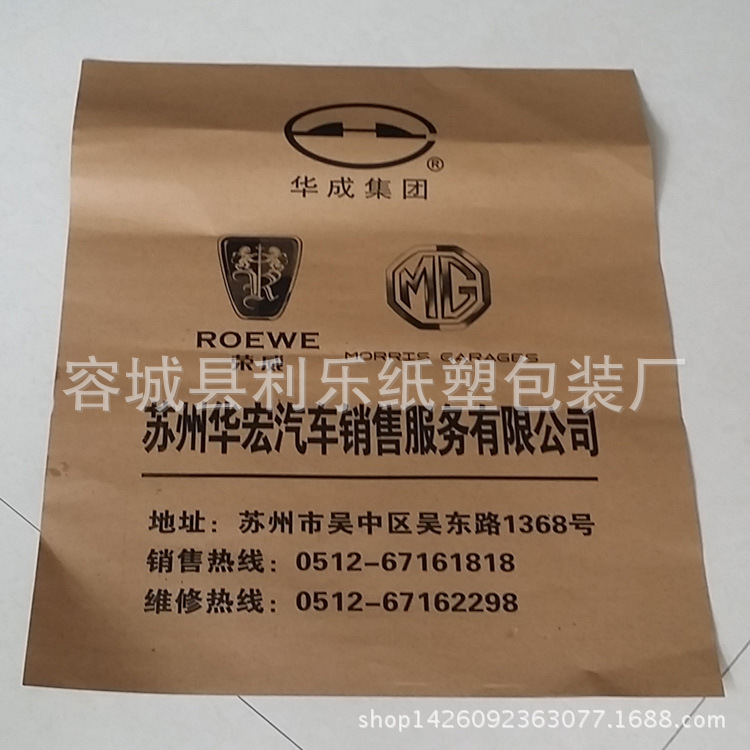 ®
华成集团
R MG
ROEWE
荣威 MORRIS GARAGES
容城县利乐纸塑包装厂
苏州华宏汽车销售服务有限公司
地址：苏州市吴中区吴东路1368号
销售热线：0512-67161818
维修热线：0512-67162298
shop1426092363077.1688.com